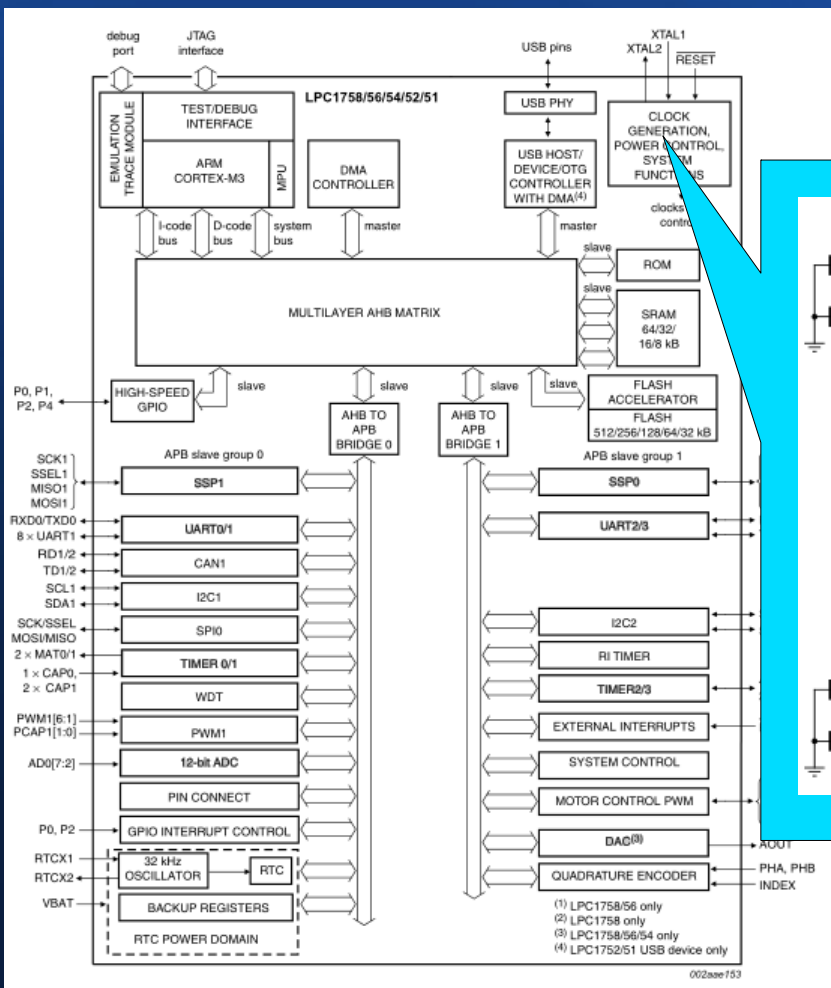 debug
port
JTAG
interface
USB pins
XTAL1
XTAL2
RESET
LPC1758/56/54/52/51
EMULATION
TRACE MODULE
TEST/DEBUG
INTERFACE
ARM
CORTEX-M3
MPU
DMA
CONTROLLER
USB PHY
USB HOST/
DEVICE/OTG
CONTROLLER
WITH DMA(4)
CLOCK
GENERATION,
POWER CONTROL,
SYSTEM
FUNCTIONS
clocks
I-code
bus
D-code
bus
system
bus
master
master
slave
ROM
slave
SRAM
64/32/
16/8 kB
MULTILAYER AHB MATRIX
P0, P1,
P2, P4
HIGH-SPEED
GPIO
slave
slave
slave
slave
FLASH
ACCELERATOR
FLASH
512/256/128/64/32 kB
AHB TO
APB
BRIDGE 0
AHB TO
APB
BRIDGE 1
APB slave group 0
APB slave group 1
SCK1
SSEL1
MISO1
MOSI1
SSP1
SSP0
RXD0/TXD0
8 × UART1
UART0/1
UART2/3
RD1/2
TD1/2
CAN1
SCL1
SDA1
I2C1
I2C2
SCK/SSEL
MOSI/MISO
SPI0
RI TIMER
2 × MAT0/1
1 × CAP0,
2 × CAP1
TIMER 0/1
TIMER2/3
WDT
EXTERNAL INTERRUPTS
PWM1[6:1]
PCAP1[1:0]
PWM1
SYSTEM CONTROL
AD0[7:2]
12-bit ADC
PIN CONNECT
MOTOR CONTROL PWM
P0, P2
GPIO INTERRUPT CONTROL
DAC(3)
AOUT
RTCX1
RTCX2
32 kHz
OSCILLATOR
RTC
QUADRATURE ENCODER
PHA, PHB
INDEX
VBAT
BACKUP REGISTERS
RTC POWER DOMAIN
(1) LPC1758/56 only
(2) LPC1758 only
(3) LPC1758/56/54 only
(4) LPC1752/51 USB device only
002aae153